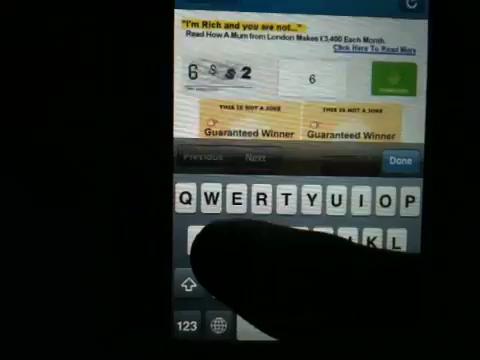 "I'm Rich and you are not..."
Read How A Mum from London Makes £3,400 Each Month.
Click Here To Read More
6 s s 2
6
THIS IS NOT A JOKE
THIS IS NOT A JOKE
Guaranteed Winner
Guaranteed Winner
Previous Next Done
Q W E R T Y U I O P
K L
123